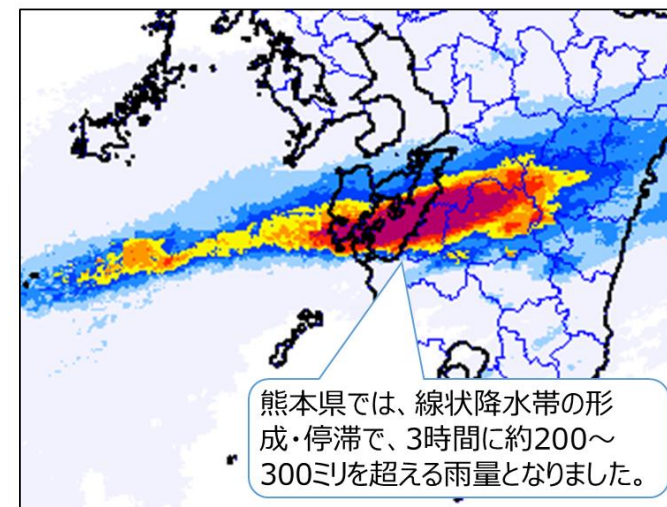 熊本県では、線状降水帯の形
成・停滞で、3時間に約200～
300ミリを超える雨量となりました。